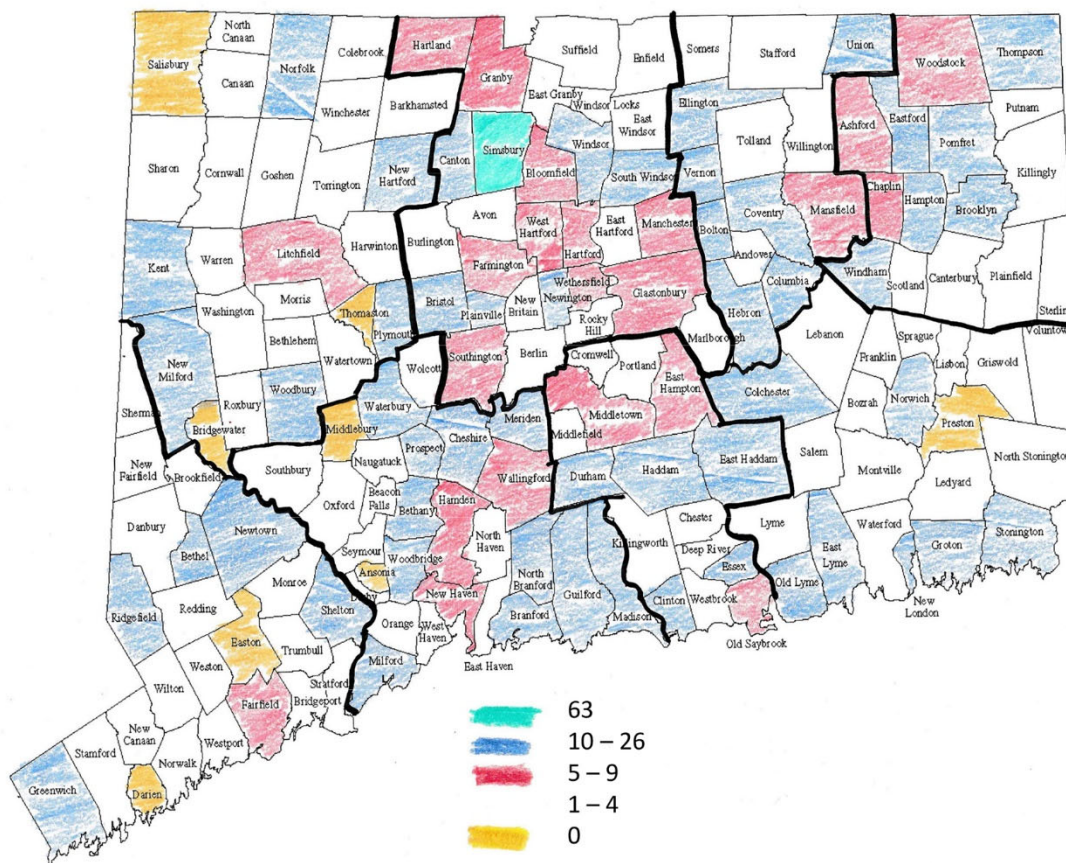 North
Canaan
Salisbury
Canaan
Norfolk
Colebrook
Hartland
Granby
Suffield
Enfield
Somers
Stafford
Union
Woodstock
Thompson
East Granby
Windsor Locks
Winchester
Barkhamsted
East
Windsor
Ellington
Putnam
Sharon
Cornwall
Goshen
Torrington
New
Hartford
Canton
Simsbury
Bloomfield
Windsor
South Windsor
Vernon
Tolland
Willington
Ashford
Eastford
Pomfret
Killingly
Kent
Warren
Litchfield
Harwinton
Burlington
Avon
West
Hartford
Hartford
East
Hartford
Manchester
Bolton
Coventry
Mansfield
Chaplin
Hampton
Brooklyn
Farmington
Andover
Morris
Washington
Thomaston
Plymouth
Bristol
Plainville
New
Britain
Wethersfield
Newington
Glastonbury
Rocky
Hill
Hebron
Columbia
Windham
Scotland
Canterbury
Plainfield
Sterlin
Bethlehem
Watertown
Wolcott
Southington
Berlin
Cromwell
Portland
Marlborough
Lebanon
Franklin
Sprague
Lisbon
Griswold
Voluntow
New
Milford
Sherman
Bridgewater
Roxbury
Woodbury
Middlebury
Waterbury
Meriden
Middletown
Middlefield
East
Hampton
Colchester
Bozrah
Norwich
Preston
North Stonington
New
Fairfield
Brookfield
Southbury
Naugatuck
Prospect
Cheshire
Wallingford
Durham
Haddam
East Haddam
Salem
Montville
Ledyard
Danbury
Bethel
Newtown
Oxford
Beacon
Falls
Bethany
Hamden
North
Haven
Killingworth
Chester
Deep River
Lyme
East
Lyme
Waterford
Groton
Stonington
Ridgefield
Redding
Monroe
Seymour
Ansonia
Derby
Woodbridge
New Haven
North
Branford
Guilford
Madison
Clinton
Westbrook
Essex
Old Lyme
New
London
Old Saybrook
Shelton
Orange
West
Haven
Branford
East Haven
Easton
Weston
Trumbull
Stratford
Milford
Wilton
Fairfield
Bridgeport
New
Canaan
Westport
Norwalk
Stamford
Greenwich
Darien
63
10 – 26
5 – 9
1 – 4
0